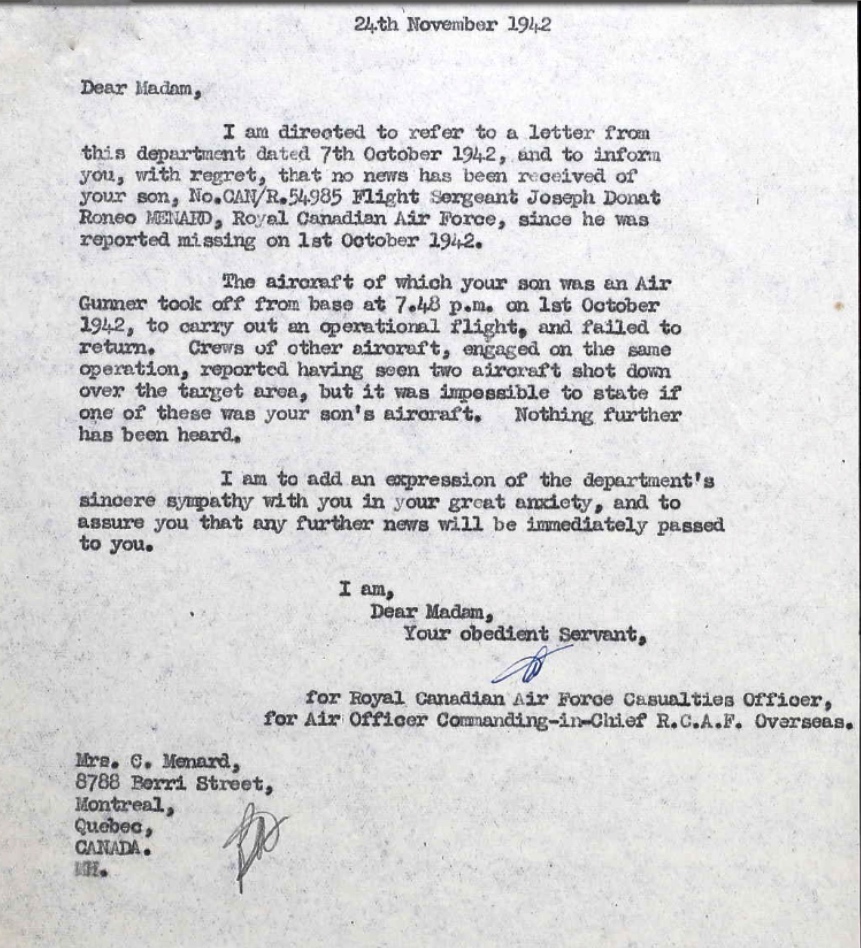 24th November 1942
Dear Madam,
I am directed to refer to a letter from
this department dated 7th October 1942, and to inform
you, with regret, that no news has been received of
your son, No.CAN/R.54985 Flight Sergeant Joseph Donat
Romeo MENARD, Royal Canadian Air Force, since he was
reported missing on 1st October 1942.
The aircraft of which your son was an Air
Gunner took off from base at 7.48 p.m. on 1st October
1942, to carry out an operational flight, and failed to
return. Crews of other aircraft, engaged on the same
operation, reported having seen two aircraft shot down
over the target area, but it was impossible to state if
one of these was your son's aircraft. Nothing further
has been heard.
I am to add an expression of the department's
sincere sympathy with you in your great anxiety, and to
assure you that any further news will be immediately passed
to you.
I am,
Dear Madam,
Your obedient Servant,
for Royal Canadian Air Force Casualties Officer,
for Air Officer Commanding-in-Chief R.C.A.F. Overseas.
Mrs. C. Menard,
8788 Berri Street,
Montreal,
Quebec,
CANADA.
MH.